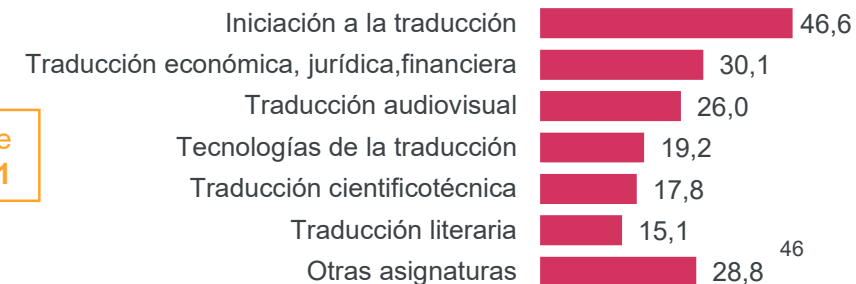 Iniciación a la traducción 46,6
Traducción económica, jurídica,financiera 30,1
Traducción audiovisual 26,0
e
1
Tecnologías de la traducción 19,2
Traducción cientificotécnica 17,8
Traducción literaria 15,1
46
Otras asignaturas 28,8